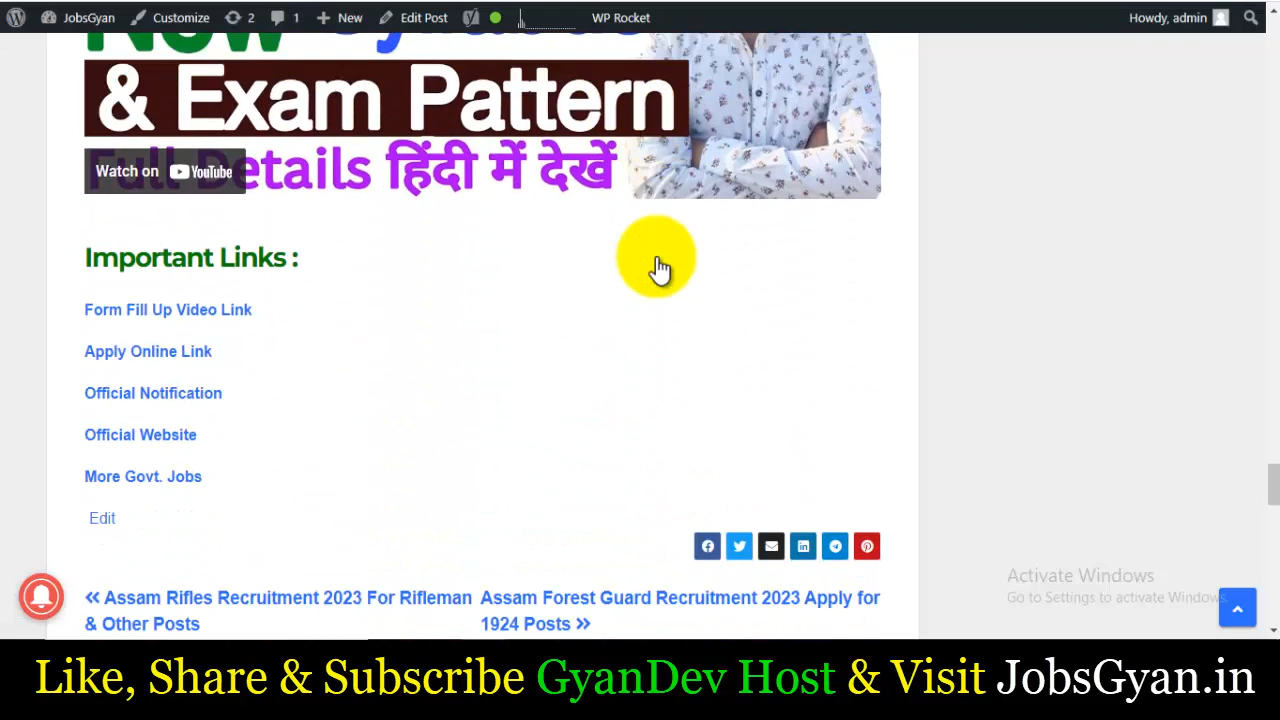 JobsGyan Customize 2 1 New Edit Post WP Rocket Howdy, admin
& Exam Pattern
Full Details हिंदी में देखें
Watch on YouTube
Important Links :
Form Fill Up Video Link
Apply Online Link
Official Notification
Official Website
More Govt. Jobs
Edit
« Assam Rifles Recruitment 2023 For Rifleman & Other Posts
Assam Forest Guard Recruitment 2023 Apply for 1924 Posts »
Activate Windows
Go to Settings to activate Windows.
Like, Share & Subscribe GyanDev Host & Visit JobsGyan.in